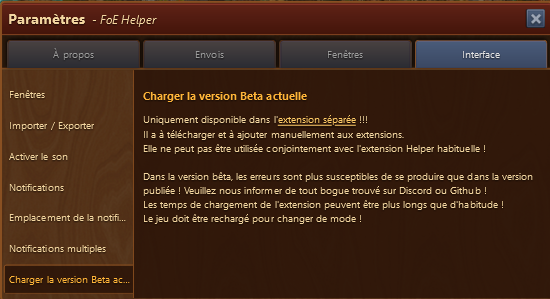 Paramètres - FoE Helper
À propos
Envois
Fenêtres
Interface
Fenêtres
Importer / Exporter
Activer le son
Notifications
Emplacement de la notifi...
Notifications multiples
Charger la version Beta ac...
Charger la version Beta actuelle
Uniquement disponible dans l'extension séparée !!!
Il a à télécharger et à ajouter manuellement aux extensions.
Elle ne peut pas être utilisée conjointement avec l'extension Helper habituelle !
Dans la version bêta, les erreurs sont plus susceptibles de se produire que dans la version
publiée ! Veuillez nous informer de tout bogue trouvé sur Discord ou Github !
Les temps de chargement de l'extension peuvent être plus longs que d'habitude !
Le jeu doit être rechargé pour changer de mode !